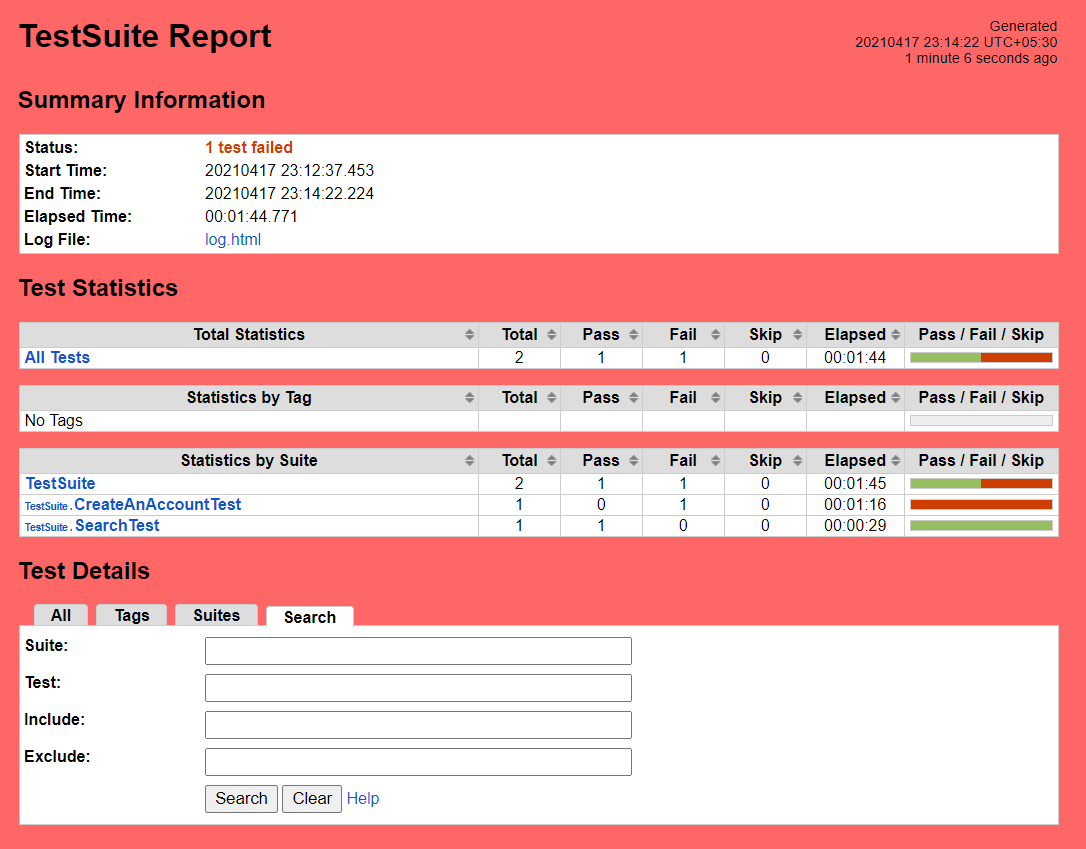 TestSuite Report
Generated
20210417 23:14:22 UTC+05:30
1 minute 6 seconds ago
Summary Information
Status: 1 test failed
Start Time: 20210417 23:12:37.453
End Time: 20210417 23:14:22.224
Elapsed Time: 00:01:44.771
Log File: log.html
Test Statistics
Total Statistics Total Pass Fail Skip Elapsed Pass / Fail / Skip
All Tests 2 1 1 0 00:01:44
Statistics by Tag Total Pass Fail Skip Elapsed Pass / Fail / Skip
No Tags
Statistics by Suite Total Pass Fail Skip Elapsed Pass / Fail / Skip
TestSuite 2 1 1 0 00:01:45
TestSuite.CreateAnAccountTest 1 0 1 0 00:01:16
TestSuite.SearchTest 1 1 0 0 00:00:29
Test Details
All Tags Suites Search
Suite:
Test:
Include:
Exclude:
Search Clear Help